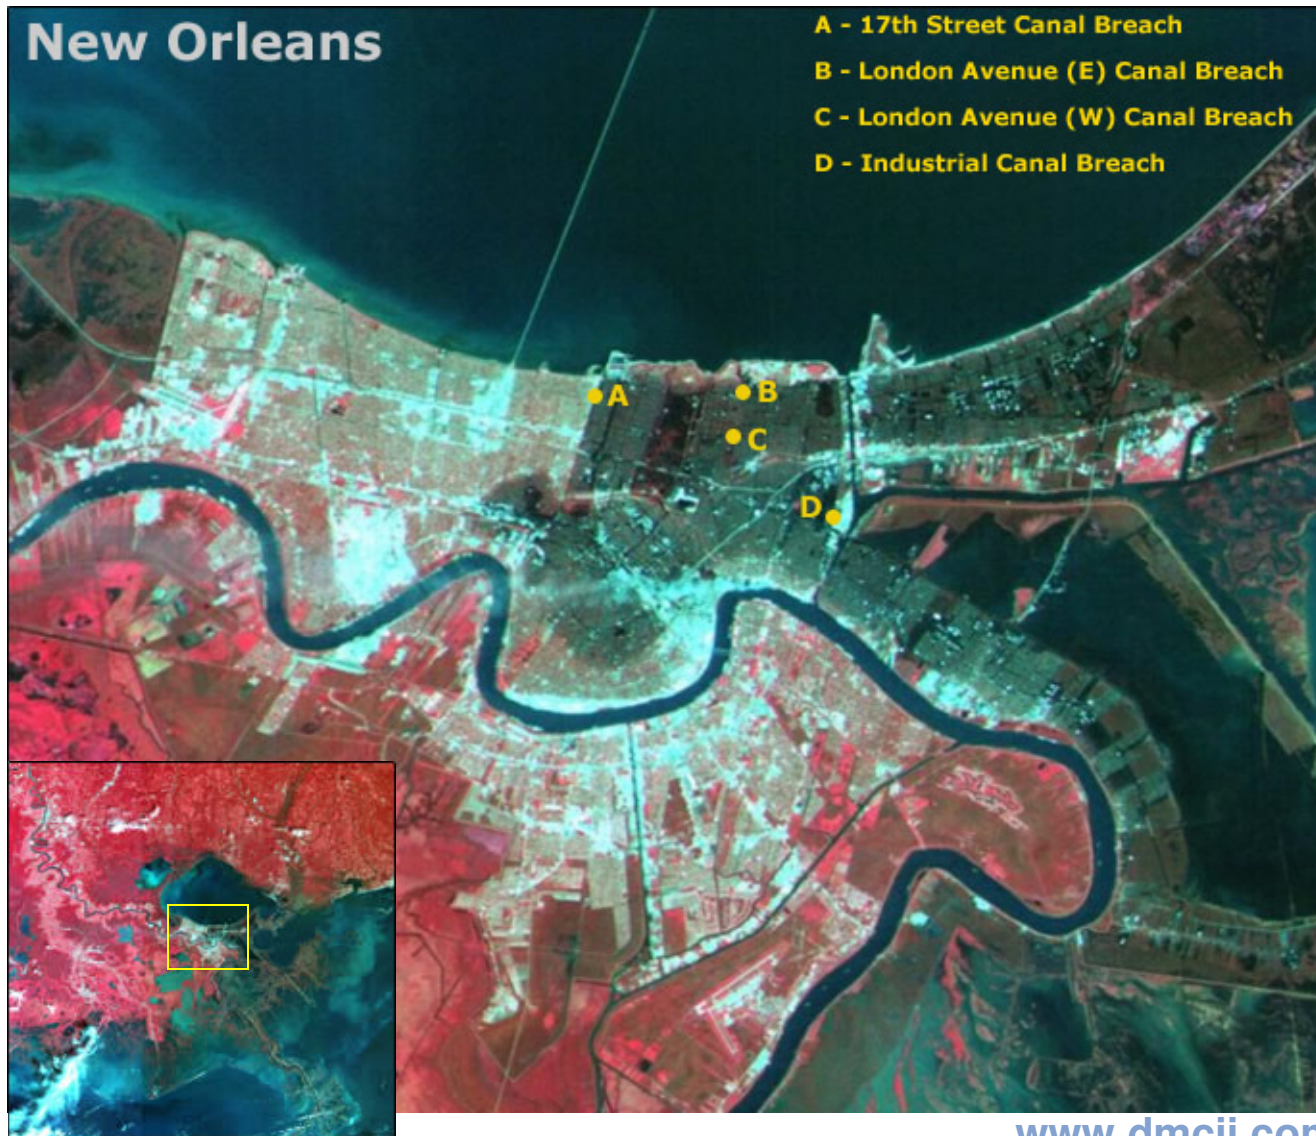 New Orleans
A - 17th Street Canal Breach
B - London Avenue (E) Canal Breach
C - London Avenue (W) Canal Breach
D - Industrial Canal Breach
A
B
C
D